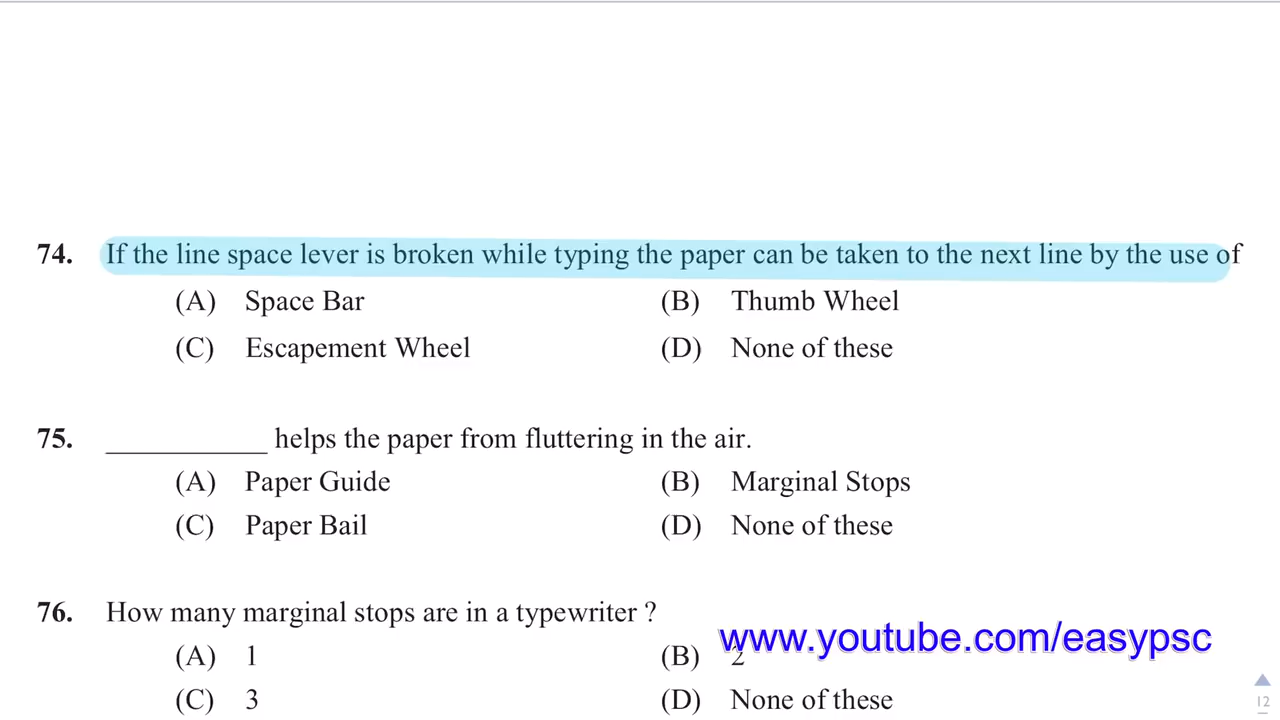 74. If the line space lever is broken while typing the paper can be taken to the next line by the use of
(A) Space Bar (B) Thumb Wheel
(C) Escapement Wheel (D) None of these
75. ___________ helps the paper from fluttering in the air.
(A) Paper Guide (B) Marginal Stops
(C) Paper Bail (D) None of these
76. How many marginal stops are in a typewriter ?
www.youtube.com/easypsc
(A) 1 (B) 2
(C) 3 (D) None of these
12